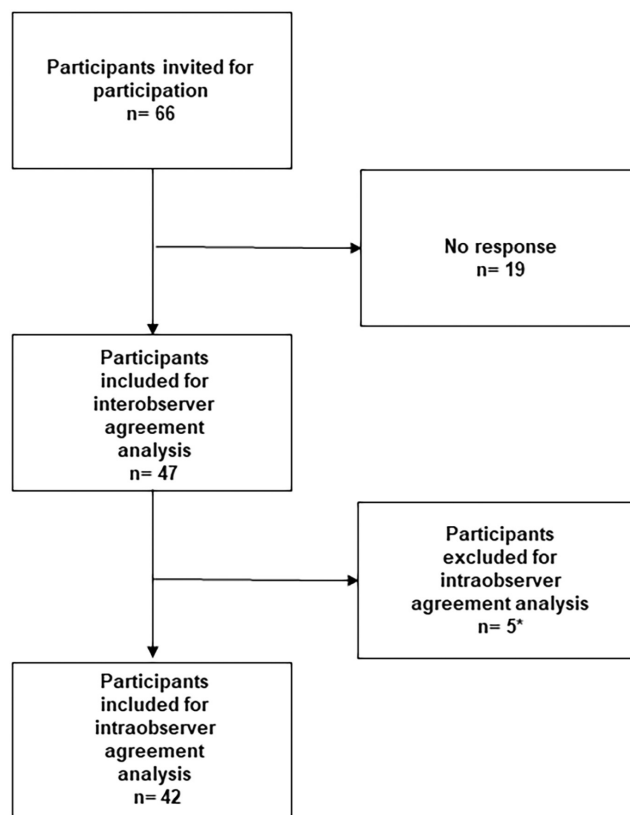 Participants invited for
participation
n= 66
No response
n= 19
Participants
included for
interobserver
agreement
analysis
n= 47
Participants
excluded for
intraobserver
agreement analysis
n= 5*
Participants
included for
intraobserver
agreement
analysis
n= 42